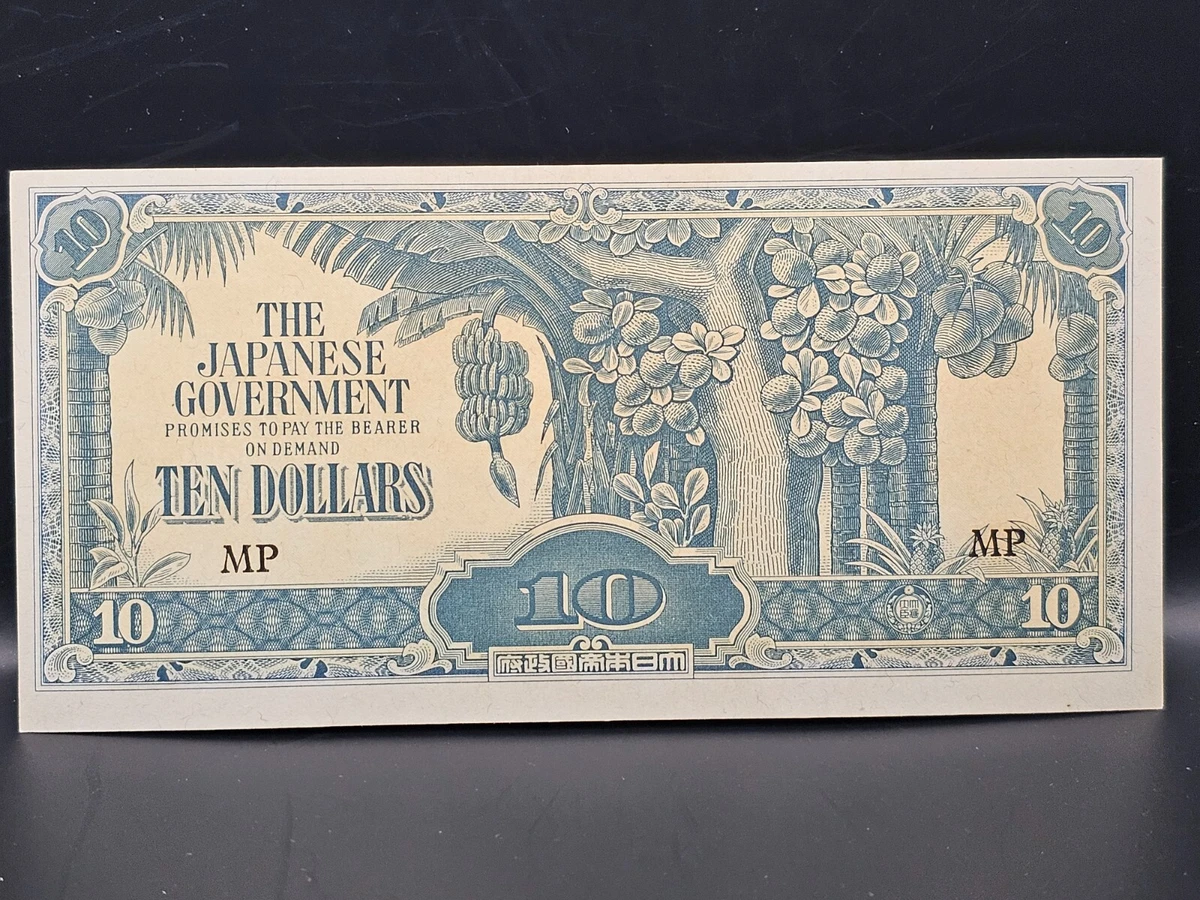 10
10
THE
JAPANESE
GOVERNMENT
PROMISES TO PAY THE BEARER
ON DEMAND
TEN DOLLARS
MP
MP
10
10
10
府政國帝本日大